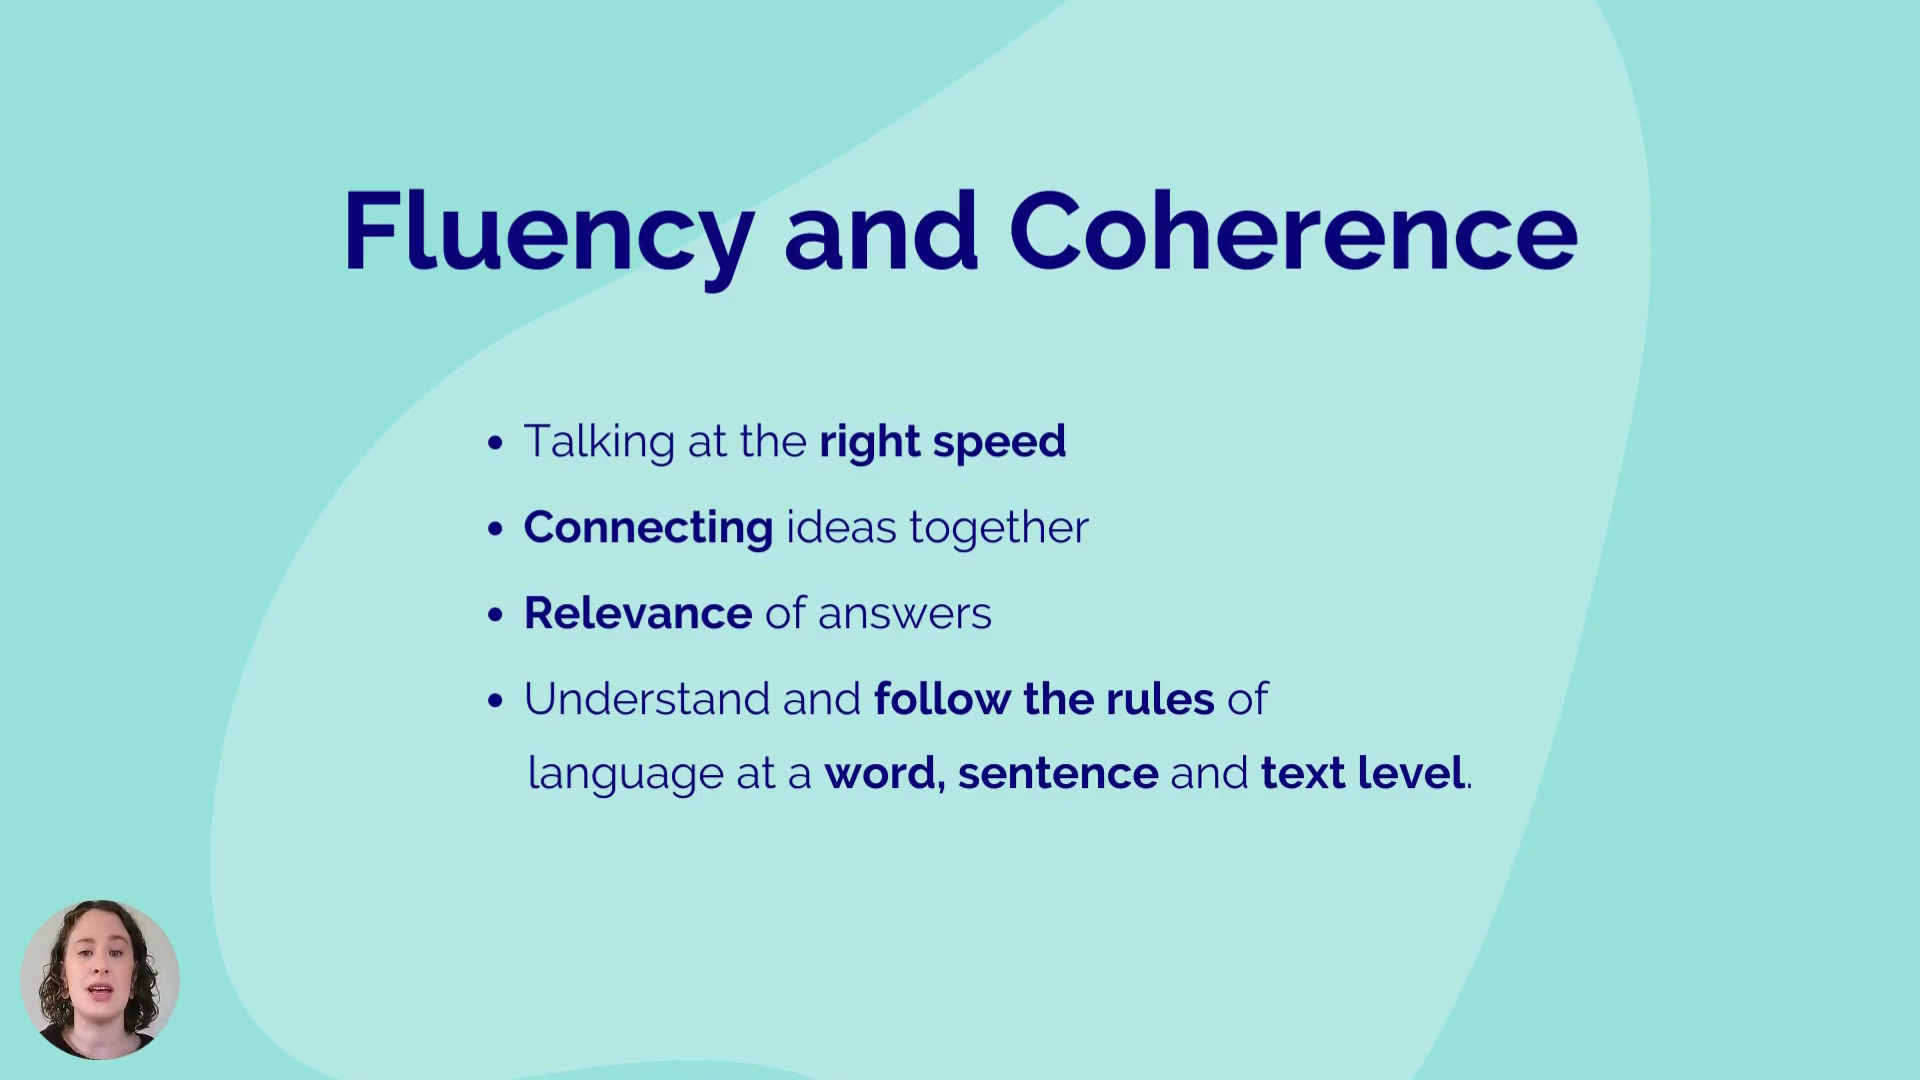 Fluency and Coherence
• Talking at the right speed
• Connecting ideas together
• Relevance of answers
• Understand and follow the rules of
language at a word, sentence and text level.